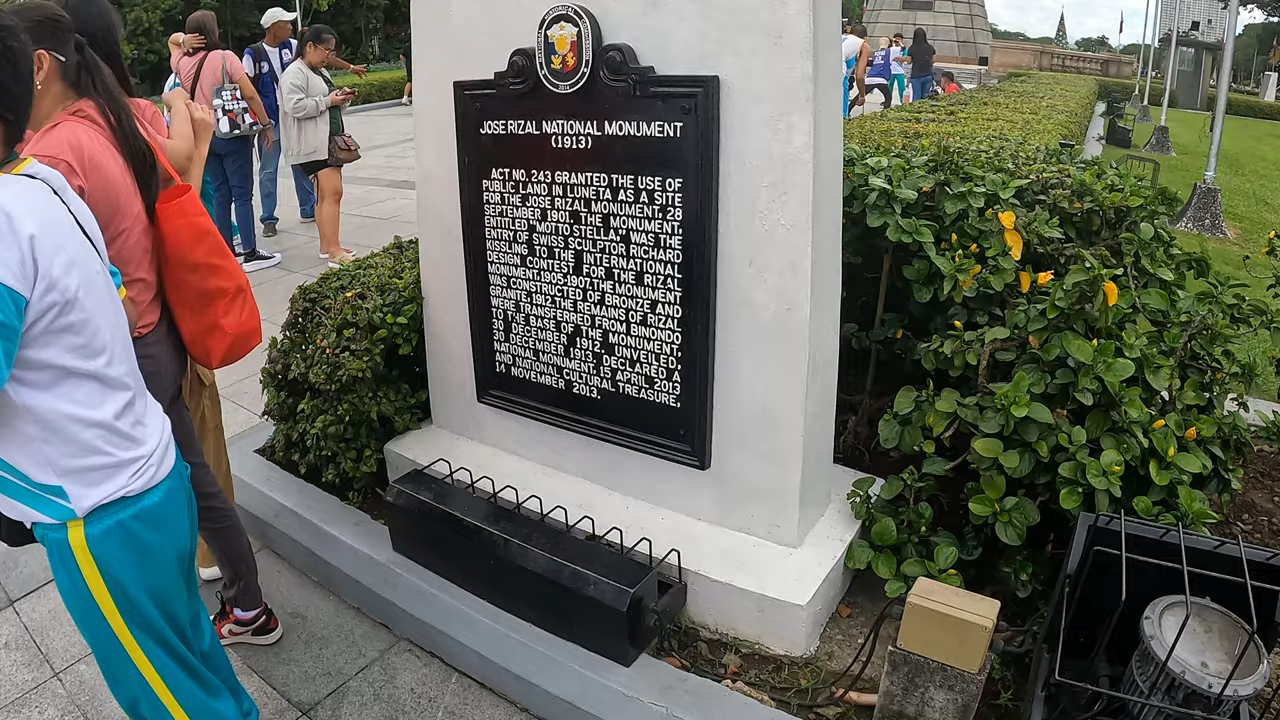 NATIONAL HISTORICAL COMMISSION
2014
JOSE RIZAL NATIONAL MONUMENT
(1913)
ACT NO. 243 GRANTED THE USE OF
PUBLIC LAND IN LUNETA AS A SITE
FOR THE JOSE RIZAL MONUMENT, 28
SEPTEMBER 1901. THE MONUMENT,
ENTITLED "MOTTO STELLA," WAS THE
ENTRY OF SWISS SCULPTOR RICHARD
KISSLING TO THE INTERNATIONAL
DESIGN CONTEST FOR THE RIZAL
MONUMENT,1905-1907.THE MONUMENT
WAS CONSTRUCTED OF BRONZE AND
GRANITE, 1912.THE REMAINS OF RIZAL
WERE TRANSFERRED FROM BINONDO
TO THE BASE OF THE MONUMENT,
30 DECEMBER 1912. UNVEILED,
30 DECEMBER 1913. DECLARED A
NATIONAL MONUMENT, 15 APRIL 2013
AND NATIONAL CULTURAL TREASURE,
14 NOVEMBER 2013.